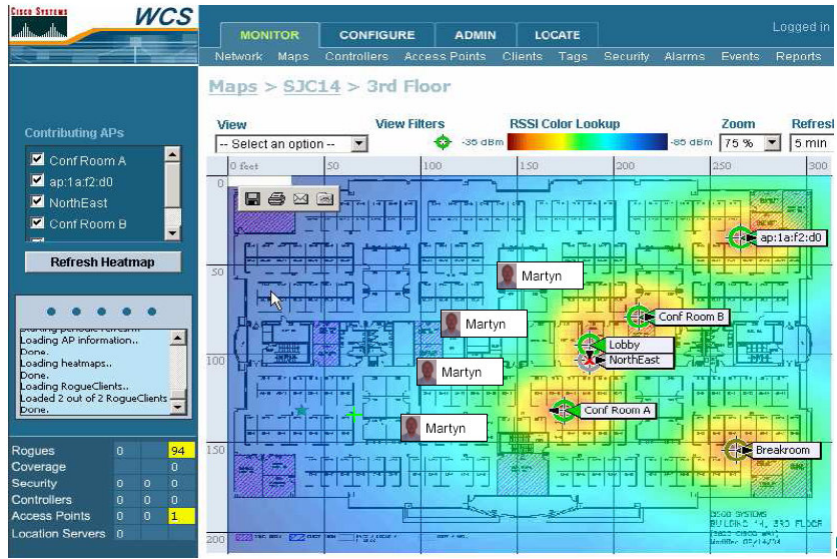 CISCO SYSTEMS
WCS
MONITOR CONFIGURE ADMIN LOCATE
Logged in
Network Maps Controllers Access Points Clients Tags Security Alarms Events Reports
Maps > SJC14 > 3rd Floor
Contributing APs
Conf Room A
ap:1a:f2:d0
NorthEast
Conf Room B
Refresh Heatmap
Loading AP information..
Done.
Loading heatmaps..
Done.
Loading RogueClients..
Loaded 2 out of 2 RogueClients
Done.
Rogues 0 94
Coverage 0
Security 0 0 0
Controllers 0 0 0
Access Points 0 0 1
Location Servers 0 0
View View Filters RSSI Color Lookup Zoom Refresh
-- Select an option -- -35 dBm -85 dBm 75 % 5 min
0 feet 50 100 150 200 250 300
0
50
100
150
200
ap:1a:f2:d0
Martyn
Conf Room B
Martyn
Lobby
NorthEast
Martyn
Conf Room A
Martyn
Breakroom
CISCO SYSTEMS
BUILDING 14, 3RD FLOOR